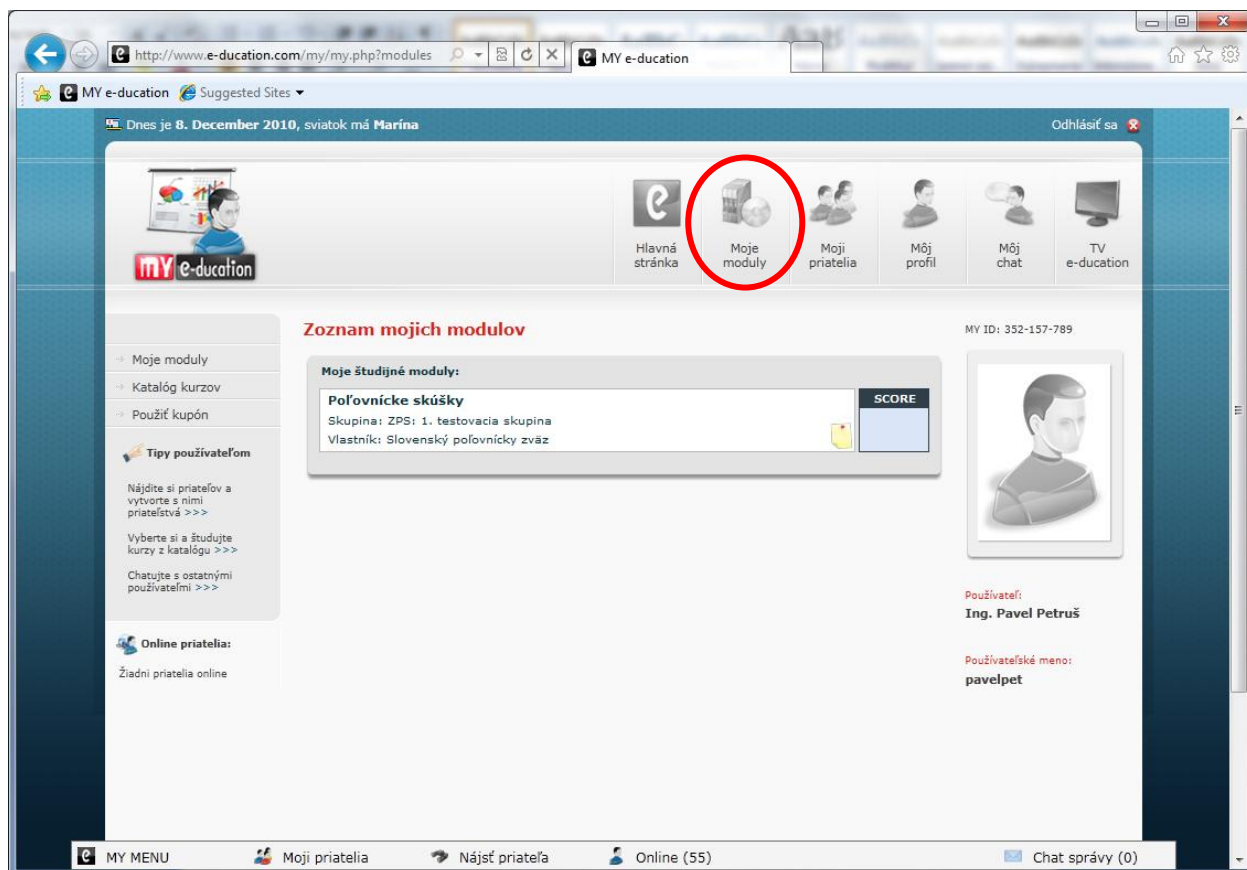 http://www.e-ducation.com/my/my.php?modules
MY e-ducation
MY e-ducation Suggested Sites
Dnes je 8. December 2010, sviatok má Marína
Odhlásiť sa
MY e-ducation
Hlavná stránka
Moje moduly
Moji priatelia
Môj profil
Môj chat
TV e-ducation
Moje moduly
Katalóg kurzov
Použiť kupón
Tipy používateľom
Nájdite si priateľov a
vytvorte s nimi
priateľstvá >>>
Vyberte si a študujte
kurzy z katalógu >>>
Chatujte s ostatnými
používateľmi >>>
Online priatelia:
Žiadni priatelia online
Zoznam mojich modulov
Moje študijné moduly:
Poľovnícke skúšky
Skupina: ZPS: 1. testovacia skupina
Vlastník: Slovenský poľovnícky zväz
SCORE
MY ID: 352-157-789
Používateľ:
Ing. Pavel Petruš
Používateľské meno:
pavelpet
MY MENU
Moji priatelia
Nájsť priateľa
Online (55)
Chat správy (0)